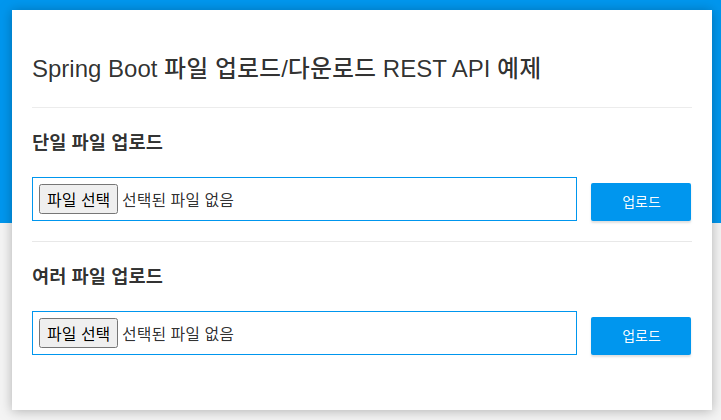 Spring Boot 파일 업로드/다운로드 REST API 예제
단일 파일 업로드
파일 선택 선택된 파일 없음 업로드
여러 파일 업로드
파일 선택 선택된 파일 없음 업로드